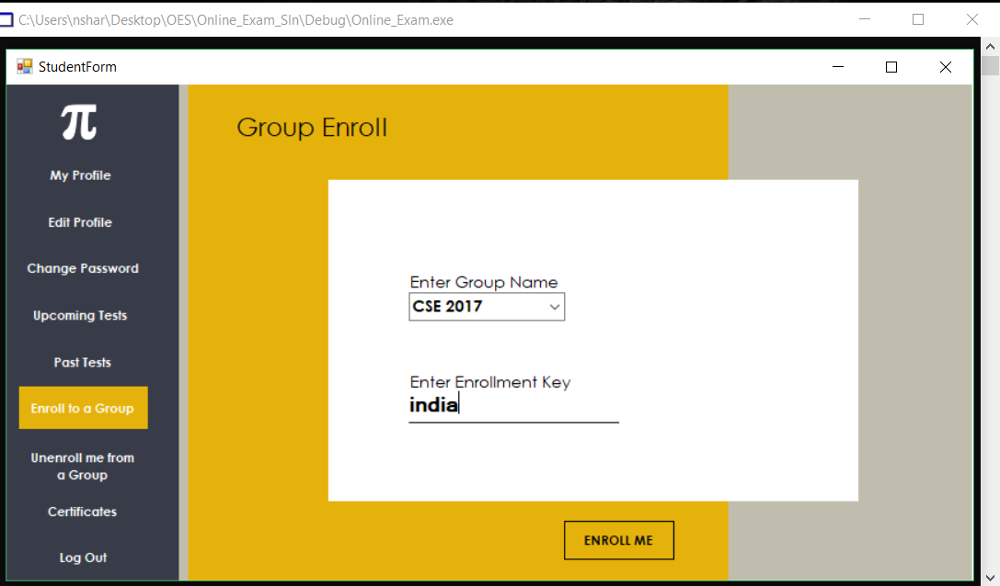 C:\Users\nshar\Desktop\OES\Online_Exam_Sln\Debug\Online_Exam.exe
StudentForm
π
My Profile
Edit Profile
Change Password
Upcoming Tests
Past Tests
Enroll to a Group
Unenroll me from
a Group
Certificates
Log Out
Group Enroll
Enter Group Name
CSE 2017
Enter Enrollment Key
india
ENROLL ME